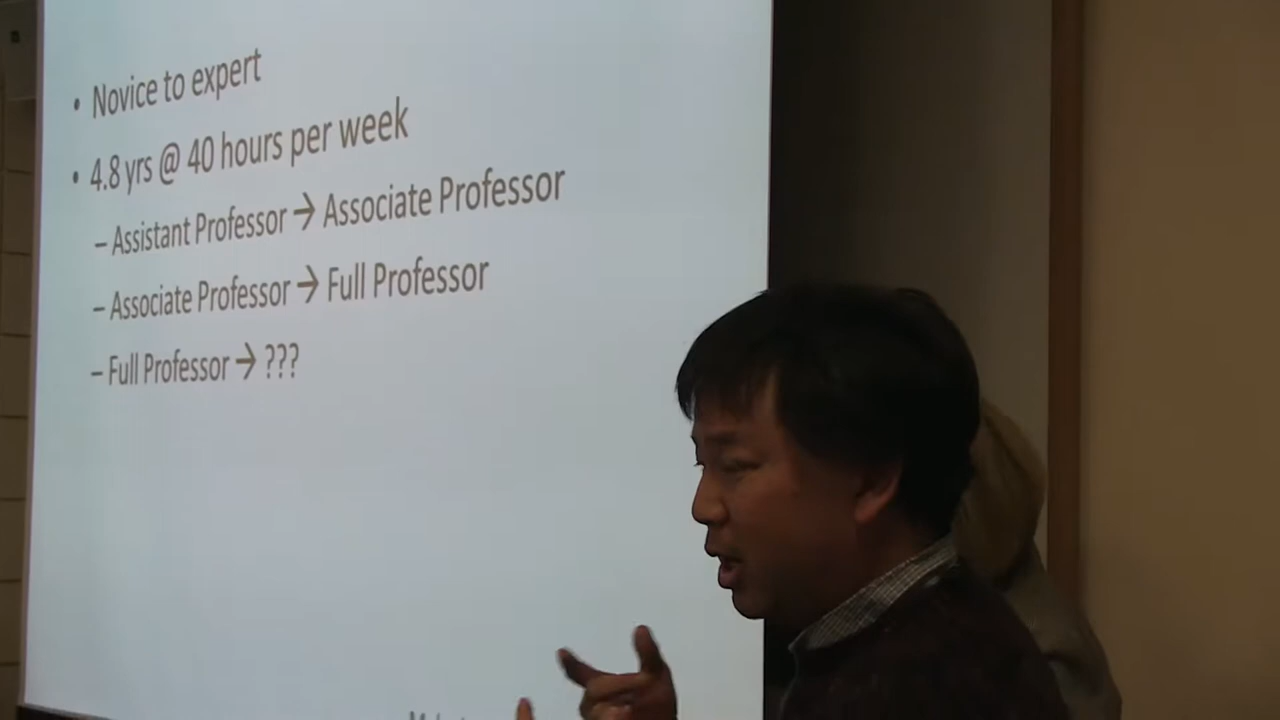 • Novice to expert
• 4.8 yrs @ 40 hours per week
– Assistant Professor → Associate Professor
– Associate Professor → Full Professor
– Full Professor → ???